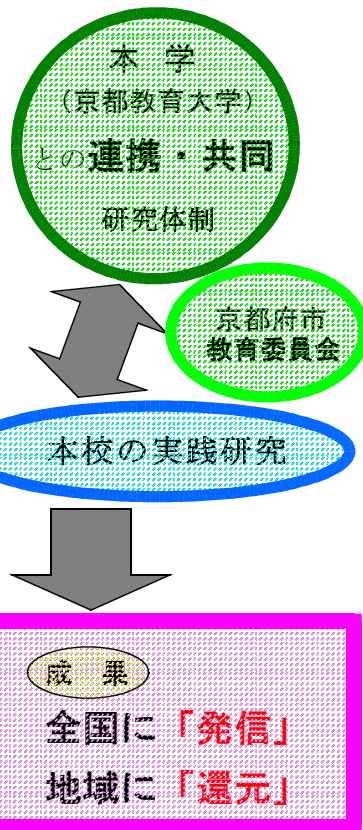 本 学
（京都教育大学）
との連携・共同
研究体制
京都府市
教育委員会
本校の実践研究
成 果
全国に「発信」
地域に「還元」